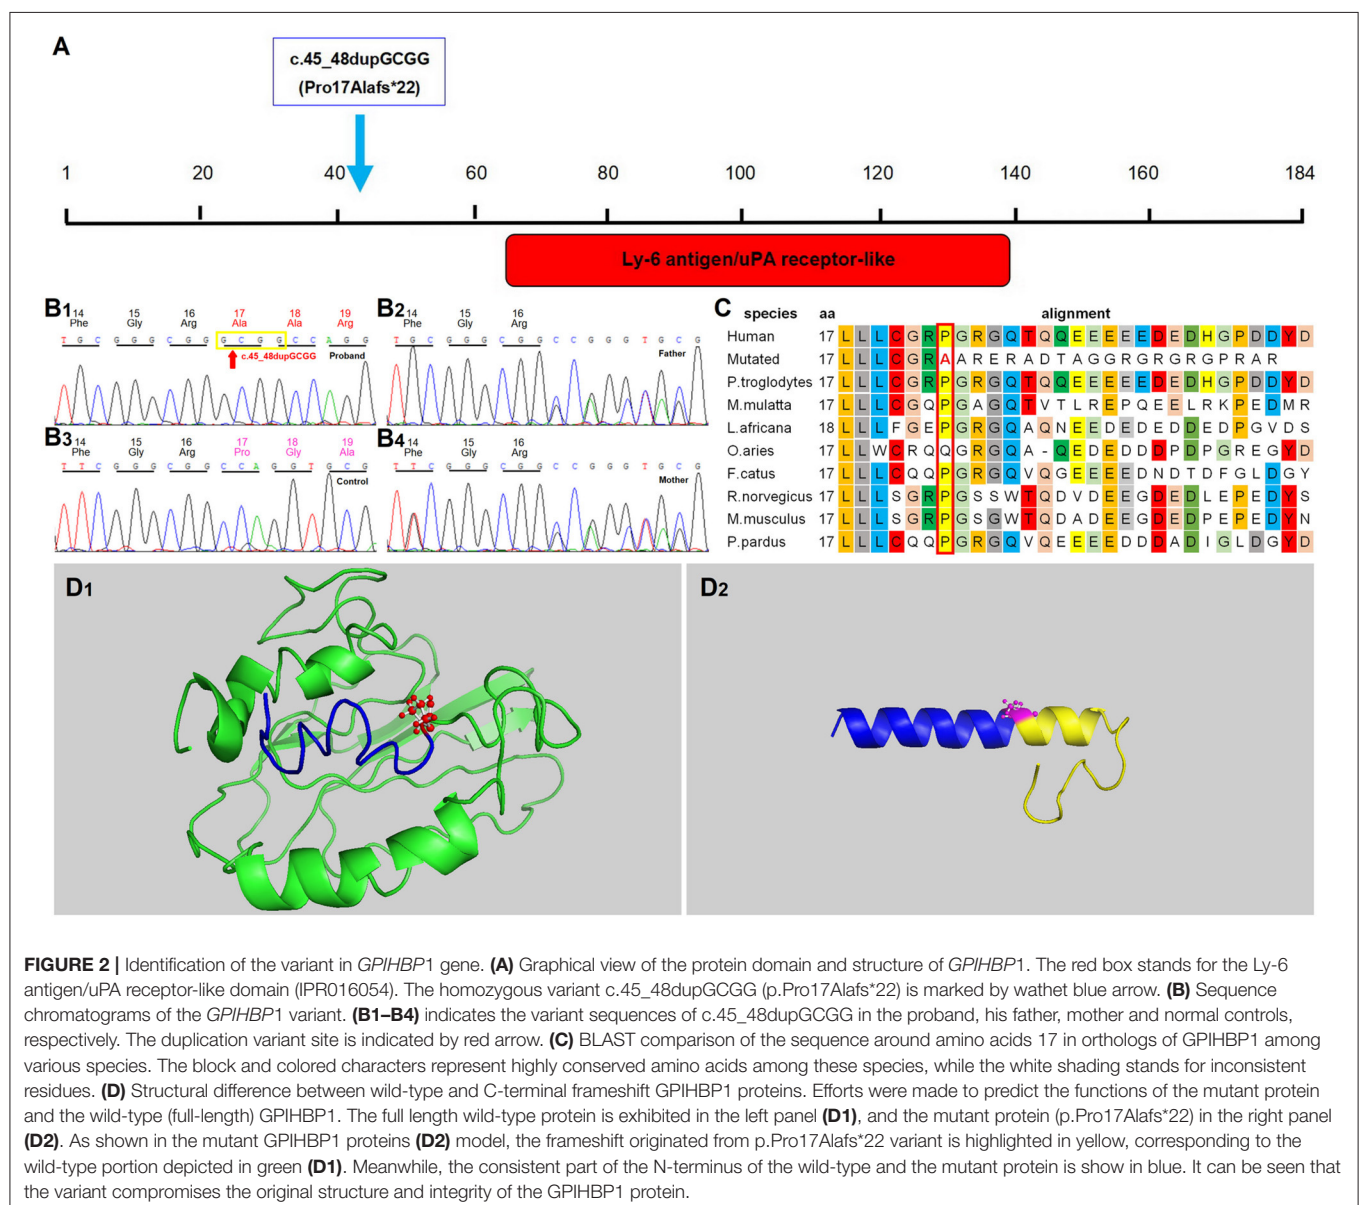 A
c.45_48dupGCGG
(Pro17Alafs*22)
1 20 40 60 80 100 120 140 160 184
Ly-6 antigen/uPA receptor-like
B1
14 15 16 17 18 19
Phe Gly Arg Ala Ala Arg
T G C G G G C G G G C G G C C A G G
c.45_48dupGCGG
Proband
B2
14 15 16
Phe Gly Arg
T G C G G G C G G C C G G G T G C G
Father
B3
14 15 16 17 18 19
Phe Gly Arg Pro Gly Ala
T T C G G G C G G C C A G G T G C G
Control
B4
14 15 16
Phe Gly Arg
T T C G G G C G G C C G G G T G C G
Mother
C species aa alignment
Human 17 L L L C G R P G R G Q T Q Q E E E E E D E D H G P D D Y D
Mutated 17 L L L C G R A A R E R A D T A G G R G R G R G P R A R
P.troglodytes 17 L L L C G R P G R G Q T Q Q E E E E E D E D H G P D D Y D
M.mulatta 17 L L L C G Q P G A G Q T V T L R E P Q E E L R K P E D M R
L.africana 18 L L L F G E P G R G Q A Q N E E D E D E D D E D P G V D S
O.aries 17 L L W C R Q Q G R G Q A - Q E D E D D D P D P G R E G Y D
F.catus 17 L L L C Q Q P G R G Q V Q G E E E E D N D T D F G L D G Y
R.norvegicus 17 L L L S G R P G S S W T Q D V D E E G D E D L E P E D Y S
M.musculus 17 L L L S G R P G S G W T Q D A D E E G D E D P E P E D Y N
P.pardus 17 L L L C Q Q P G R G Q V Q E E E E D D D A D I G L D G Y D
D1
D2
FIGURE 2 | Identification of the variant in GPIHBP1 gene. (A) Graphical view of the protein domain and structure of GPIHBP1. The red box stands for the Ly-6
antigen/uPA receptor-like domain (IPR016054). The homozygous variant c.45_48dupGCGG (p.Pro17Alafs*22) is marked by wathet blue arrow. (B) Sequence
chromatograms of the GPIHBP1 variant. (B1–B4) indicates the variant sequences of c.45_48dupGCGG in the proband, his father, mother and normal controls,
respectively. The duplication variant site is indicated by red arrow. (C) BLAST comparison of the sequence around amino acids 17 in orthologs of GPIHBP1 among
various species. The block and colored characters represent highly conserved amino acids among these species, while the white shading stands for inconsistent
residues. (D) Structural difference between wild-type and C-terminal frameshift GPIHBP1 proteins. Efforts were made to predict the functions of the mutant protein
and the wild-type (full-length) GPIHBP1. The full length wild-type protein is exhibited in the left panel (D1), and the mutant protein (p.Pro17Alafs*22) in the right panel
(D2). As shown in the mutant GPIHBP1 proteins (D2) model, the frameshift originated from p.Pro17Alafs*22 variant is highlighted in yellow, corresponding to the
wild-type portion depicted in green (D1). Meanwhile, the consistent part of the N-terminus of the wild-type and the mutant protein is show in blue. It can be seen that
the variant compromises the original structure and integrity of the GPIHBP1 protein.